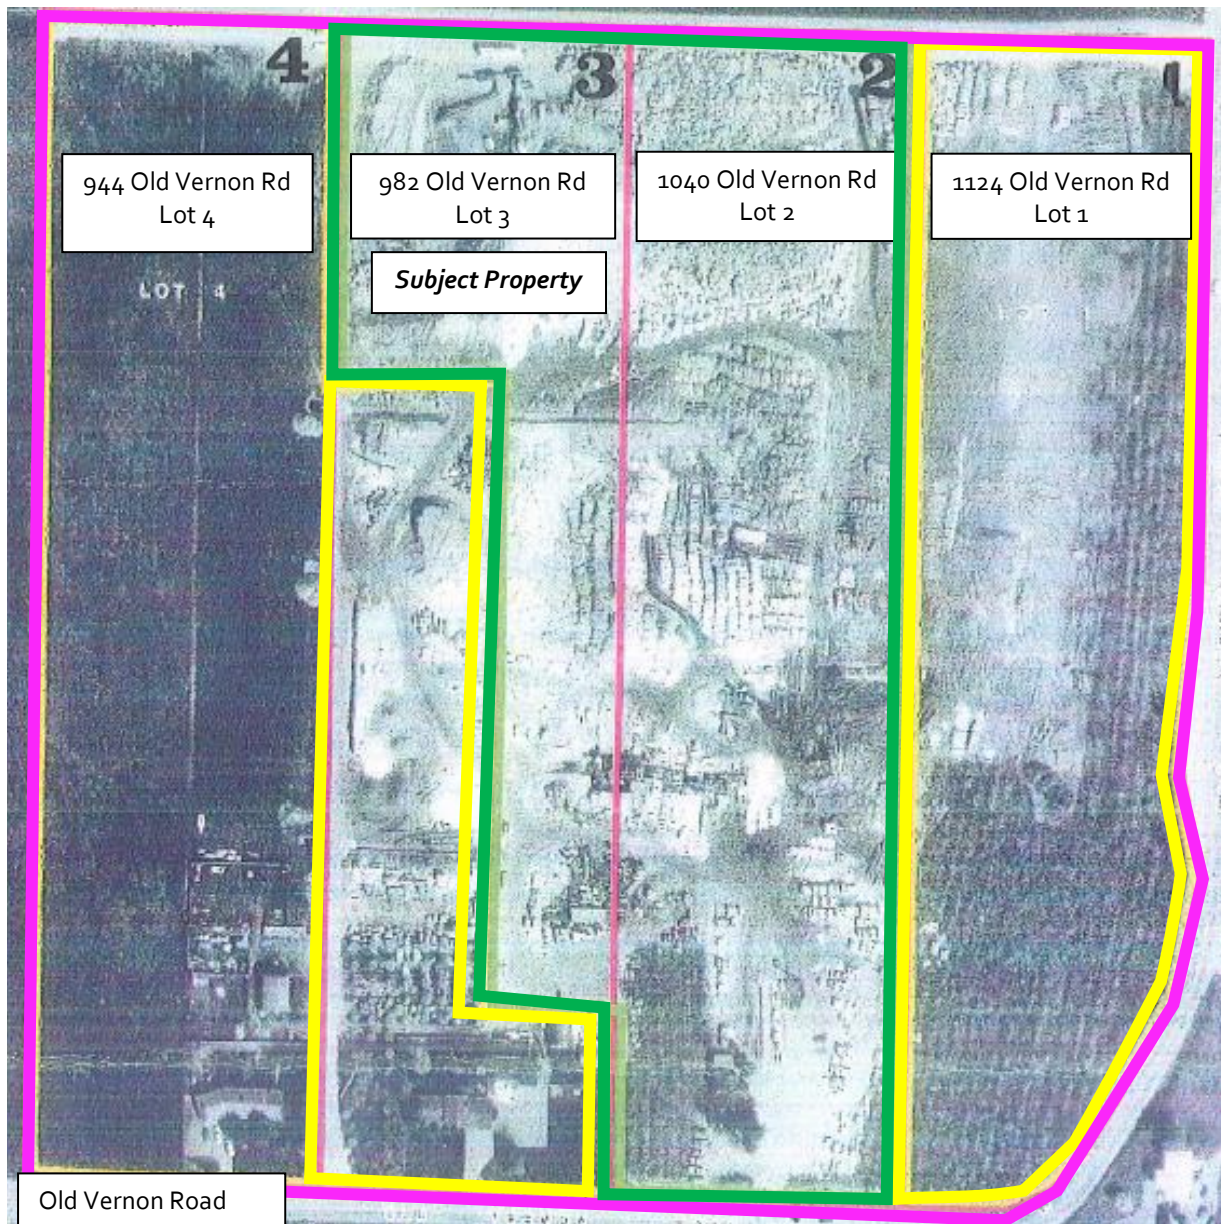 4
3
2
1
944 Old Vernon Rd
Lot 4
982 Old Vernon Rd
Lot 3
1040 Old Vernon Rd
Lot 2
1124 Old Vernon Rd
Lot 1
Subject Property
LOT 4
Old Vernon Road